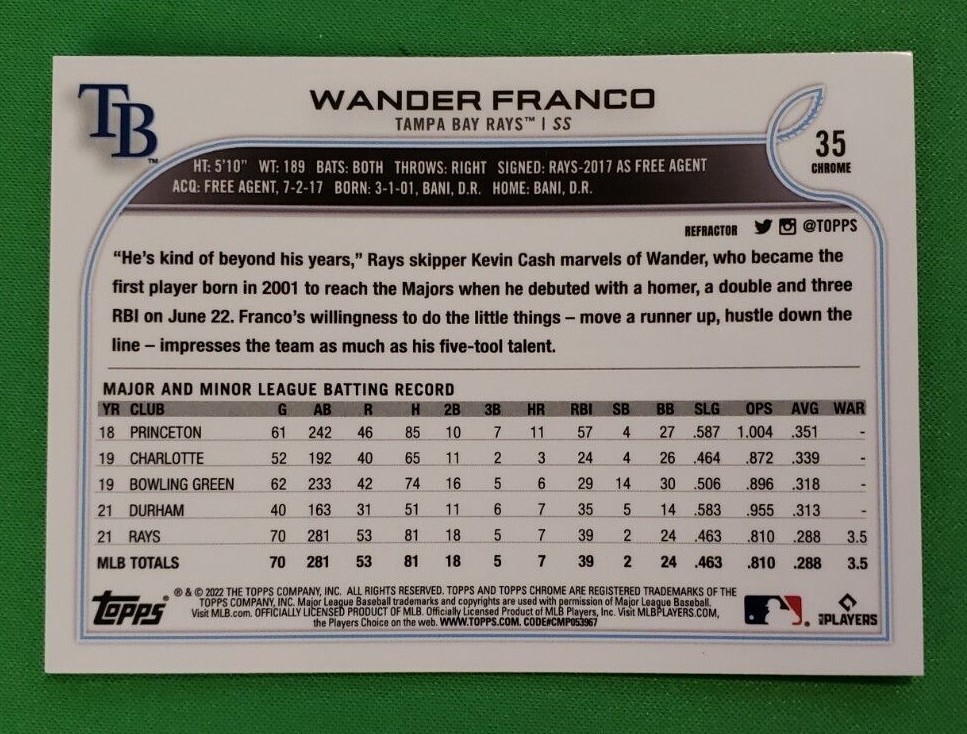 TB™
WANDER FRANCO
TAMPA BAY RAYS™ | SS
35
CHROME
HT: 5'10" WT: 189 BATS: BOTH THROWS: RIGHT SIGNED: RAYS-2017 AS FREE AGENT
ACQ: FREE AGENT, 7-2-17 BORN: 3-1-01, BANI, D.R. HOME: BANI, D.R.
REFRACTOR @TOPPS
“He’s kind of beyond his years,” Rays skipper Kevin Cash marvels of Wander, who became the
first player born in 2001 to reach the Majors when he debuted with a homer, a double and three
RBI on June 22. Franco’s willingness to do the little things – move a runner up, hustle down the
line – impresses the team as much as his five-tool talent.
MAJOR AND MINOR LEAGUE BATTING RECORD
YR CLUB G AB R H 2B 3B HR RBI SB BB SLG OPS AVG WAR
18 PRINCETON 61 242 46 85 10 7 11 57 4 27 .587 1.004 .351 -
19 CHARLOTTE 52 192 40 65 11 2 3 24 4 26 .464 .872 .339 -
19 BOWLING GREEN 62 233 42 74 16 5 6 29 14 30 .506 .896 .318 -
21 DURHAM 40 163 31 51 11 6 7 35 5 14 .583 .955 .313 -
21 RAYS 70 281 53 81 18 5 7 39 2 24 .463 .810 .288 3.5
MLB TOTALS 70 281 53 81 18 5 7 39 2 24 .463 .810 .288 3.5
Topps®
® & © 2022 THE TOPPS COMPANY, INC. ALL RIGHTS RESERVED. TOPPS AND TOPPS CHROME ARE REGISTERED TRADEMARKS OF THE
TOPPS COMPANY, INC. Major League Baseball trademarks and copyrights are used with permission of Major League Baseball.
Visit MLB.com. OFFICIALLY LICENSED PRODUCT OF MLB Players, Inc. Visit MLBPLAYERS.COM,
the Players Choice on the web. WWW.TOPPS.COM. CODE#CMP053967
MLB PLAYERS